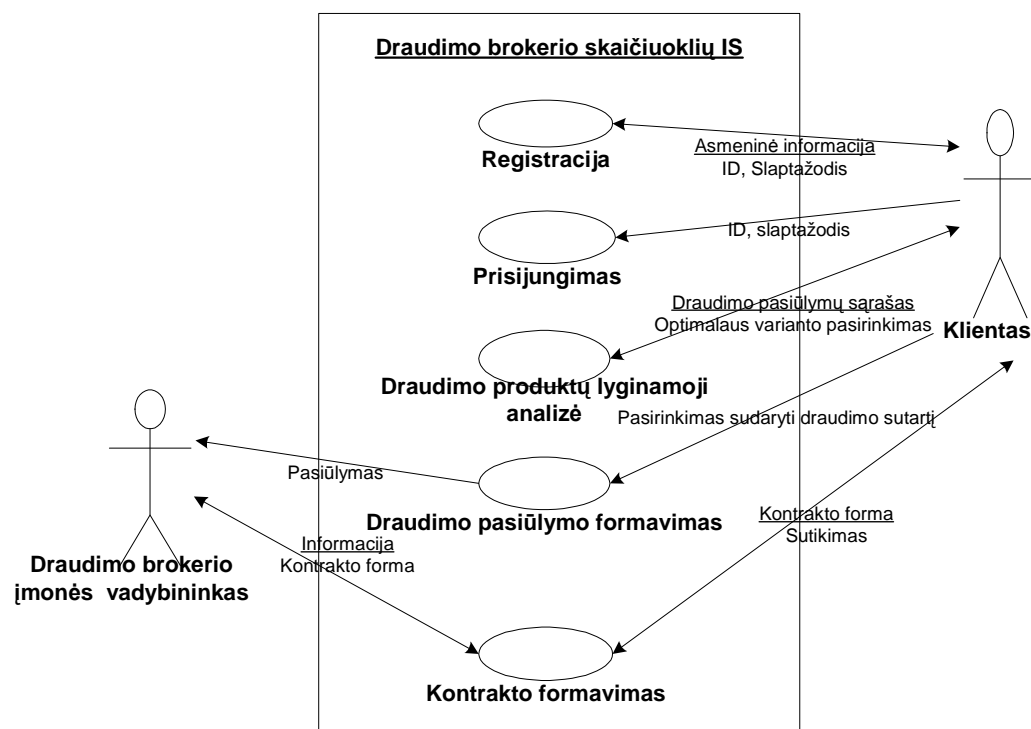 Draudimo brokerio skaičiuoklių IS
Registracija
Asmeninė informacija
ID, Slaptažodis
Prisijungimas
ID, slaptažodis
Draudimo pasiūlymų sąrašas
Optimalaus varianto pasirinkimas
Klientas
Draudimo produktų lyginamoji
analizė
Pasirinkimas sudaryti draudimo sutartį
Pasiūlymas
Draudimo pasiūlymo formavimas
Kontrakto forma
Sutikimas
Informacija
Kontrakto forma
Draudimo brokerio
įmonės vadybininkas
Kontrakto formavimas